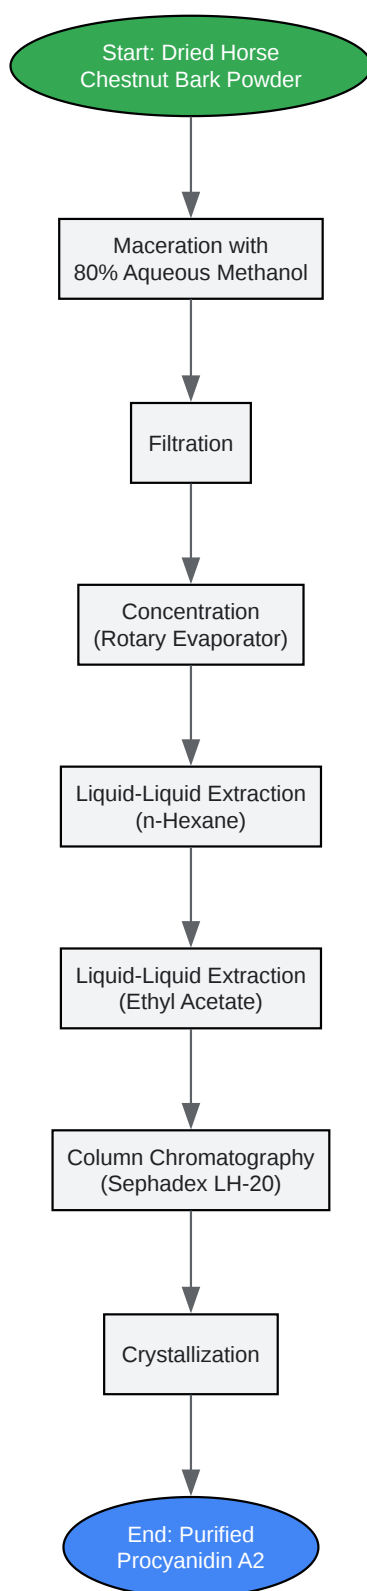 Start: Dried Horse
Chestnut Bark Powder
Maceration with
80% Aqueous Methanol
Filtration
Concentration
(Rotary Evaporator)
Liquid-Liquid Extraction
(n-Hexane)
Liquid-Liquid Extraction
(Ethyl Acetate)
Column Chromatography
(Sephadex LH-20)
Crystallization
End: Purified
Procyanidin A2